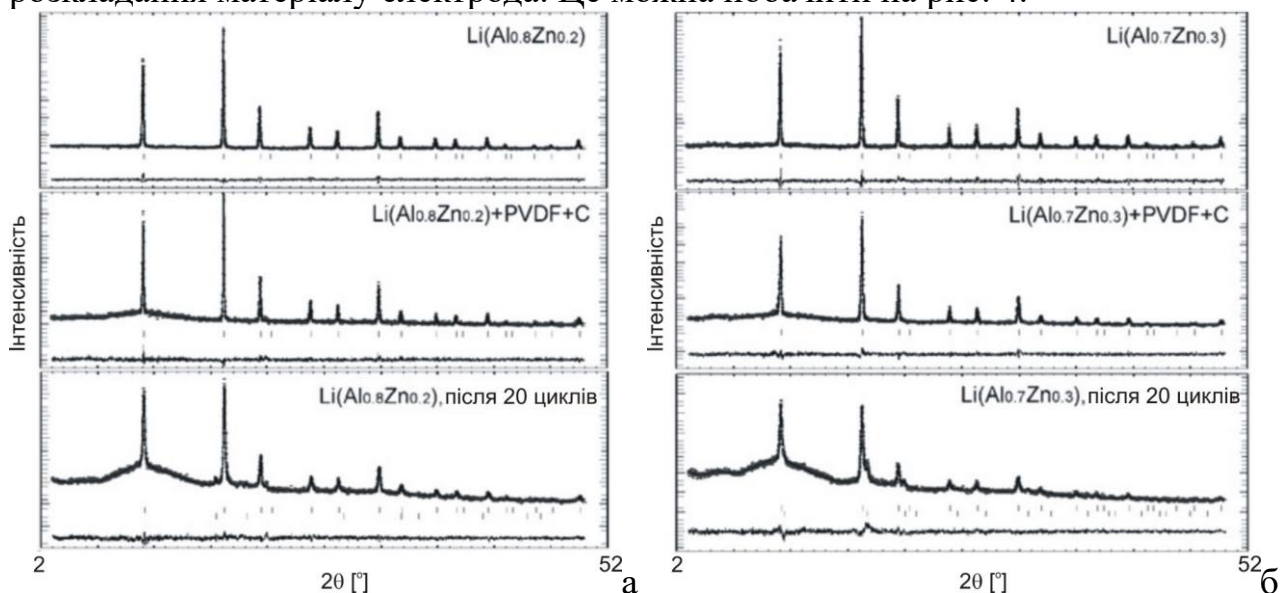 розкладання матеріалу електрода. Це можна побачити на рис. 4.
Li(Al0.8Zn0.2)
Li(Al0.8Zn0.2)+PVDF+C
Li(Al0.8Zn0.2), після 20 циклів
Інтенсивність
2
52
2θ [°]
а
Li(Al0.7Zn0.3)
Li(Al0.7Zn0.3)+PVDF+C
Li(Al0.7Zn0.3), після 20 циклів
Інтенсивність
2
52
2θ [°]
б